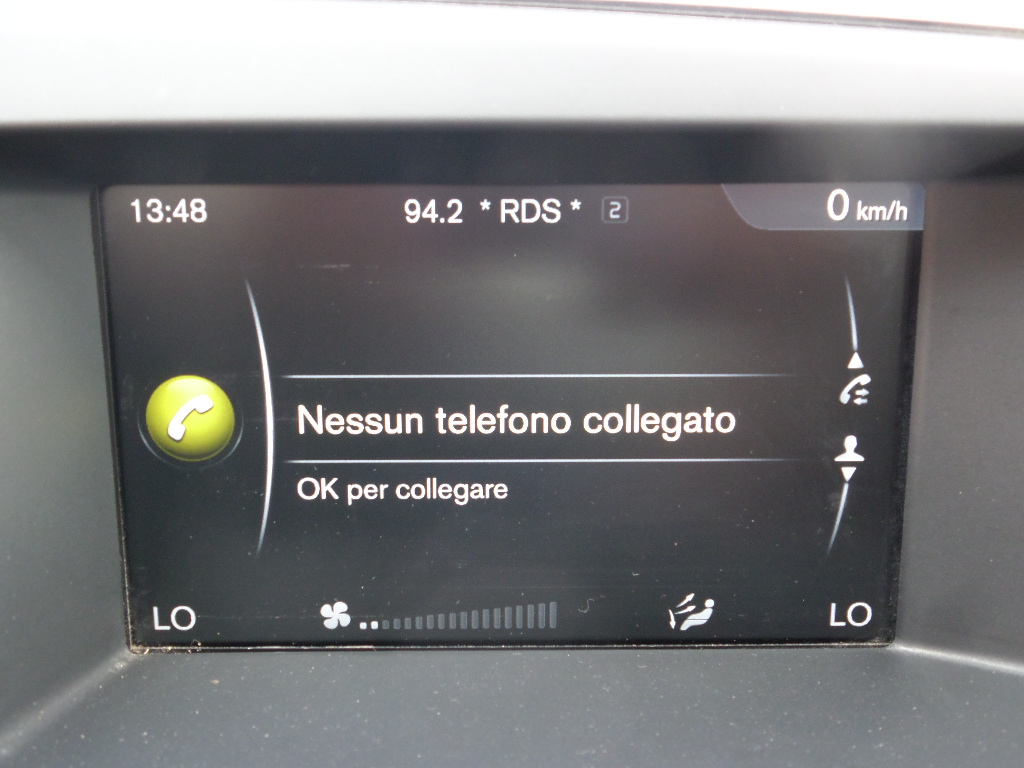 13:48 94.2 * RDS * 2 0 km/h
Nessun telefono collegato
OK per collegare
LO LO